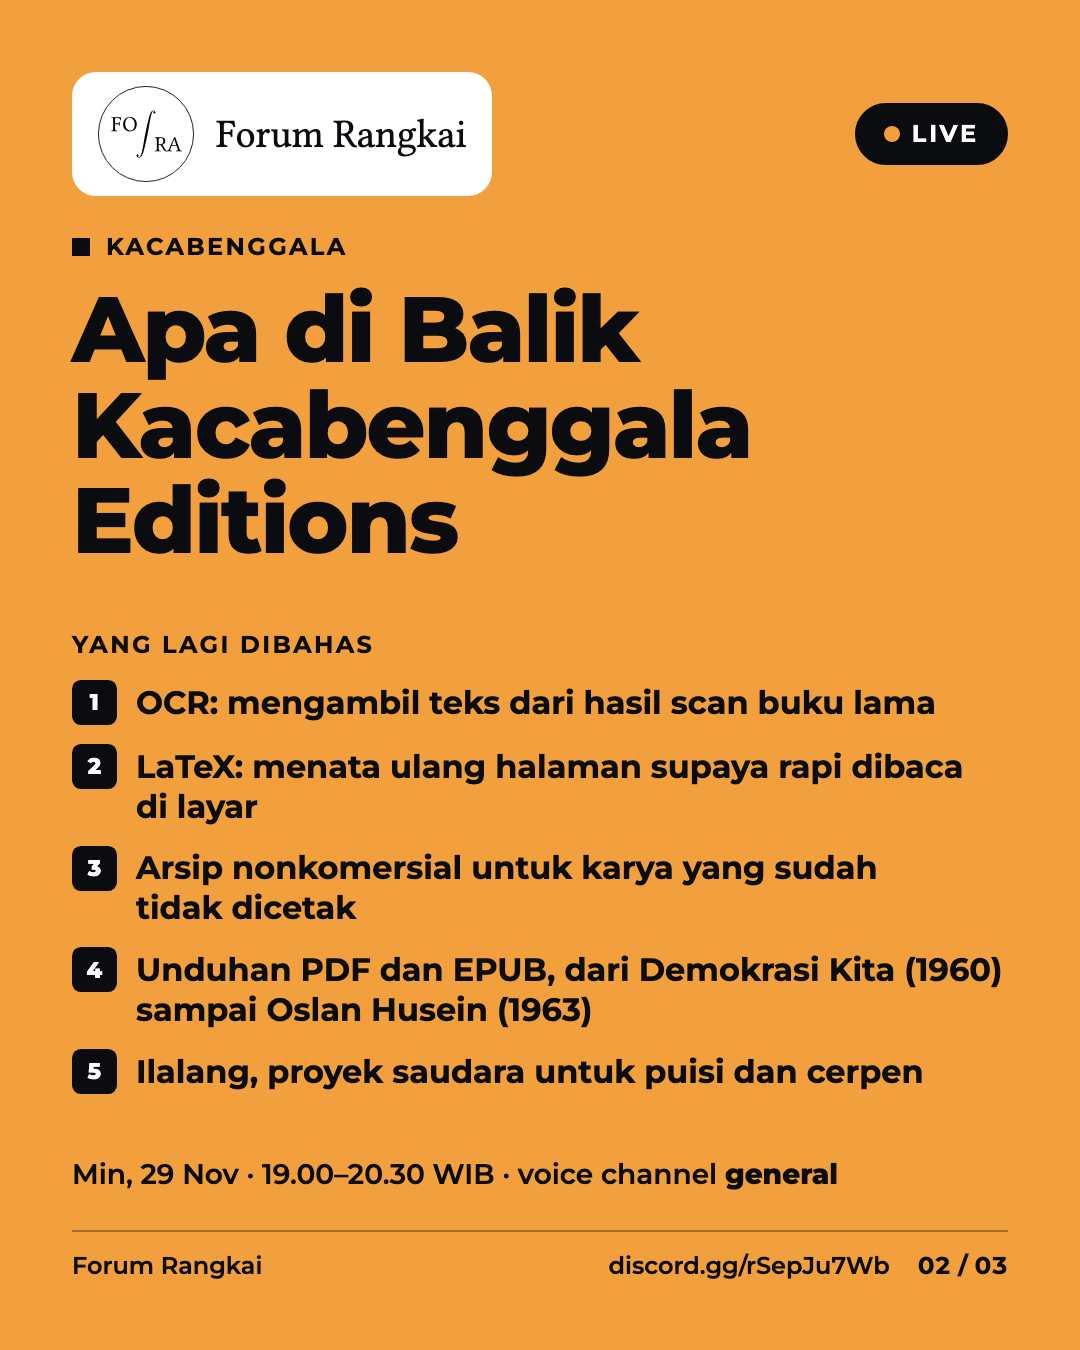 FO RA
Forum Rangkai
LIVE
KACABENGGALA
Apa di Balik
Kacabenggala
Editions
YANG LAGI DIBAHAS
1 OCR: mengambil teks dari hasil scan buku lama
2 LaTeX: menata ulang halaman supaya rapi dibaca
di layar
3 Arsip nonkomersial untuk karya yang sudah
tidak dicetak
4 Unduhan PDF dan EPUB, dari Demokrasi Kita (1960)
sampai Oslan Husein (1963)
5 Ilalang, proyek saudara untuk puisi dan cerpen
Min, 29 Nov · 19.00–20.30 WIB · voice channel general
Forum Rangkai
discord.gg/rSepJu7Wb 02 / 03